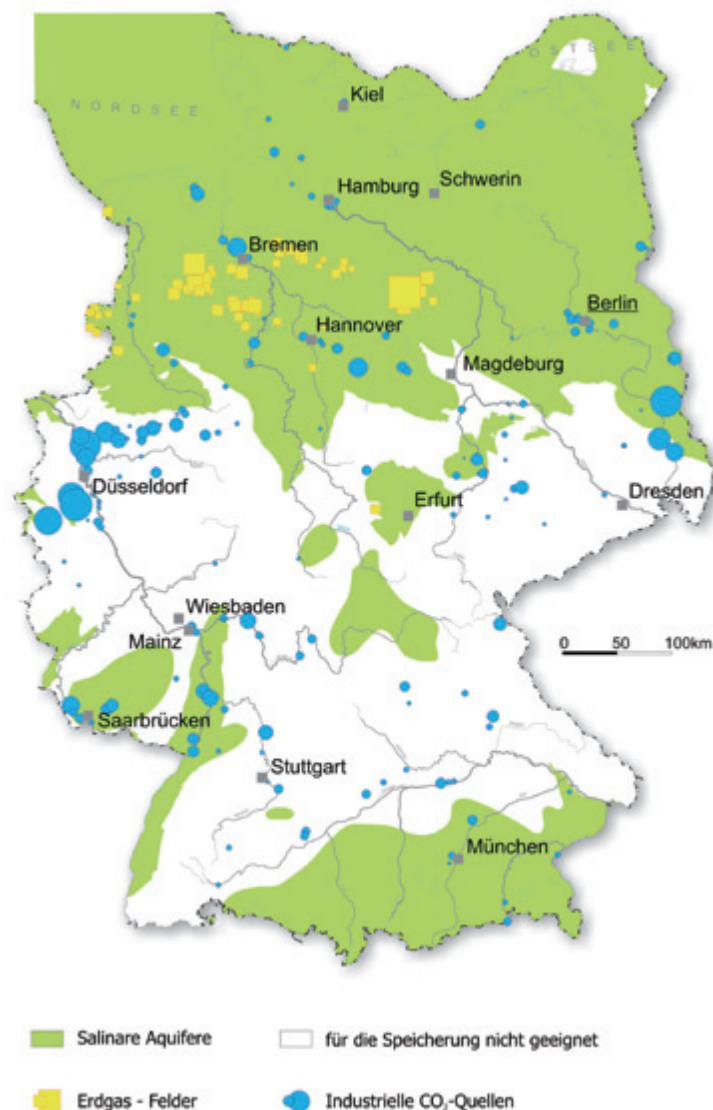 OSTSEE
NORDSEE
Kiel
Hamburg
Schwerin
Bremen
Berlin
Hannover
Magdeburg
Düsseldorf
Erfurt
Dresden
Wiesbaden
Mainz
0 50 100km
Saarbrücken
Stuttgart
München
Salinare Aquifere
für die Speicherung nicht geeignet
Erdgas - Felder
Industrielle CO₂-Quellen